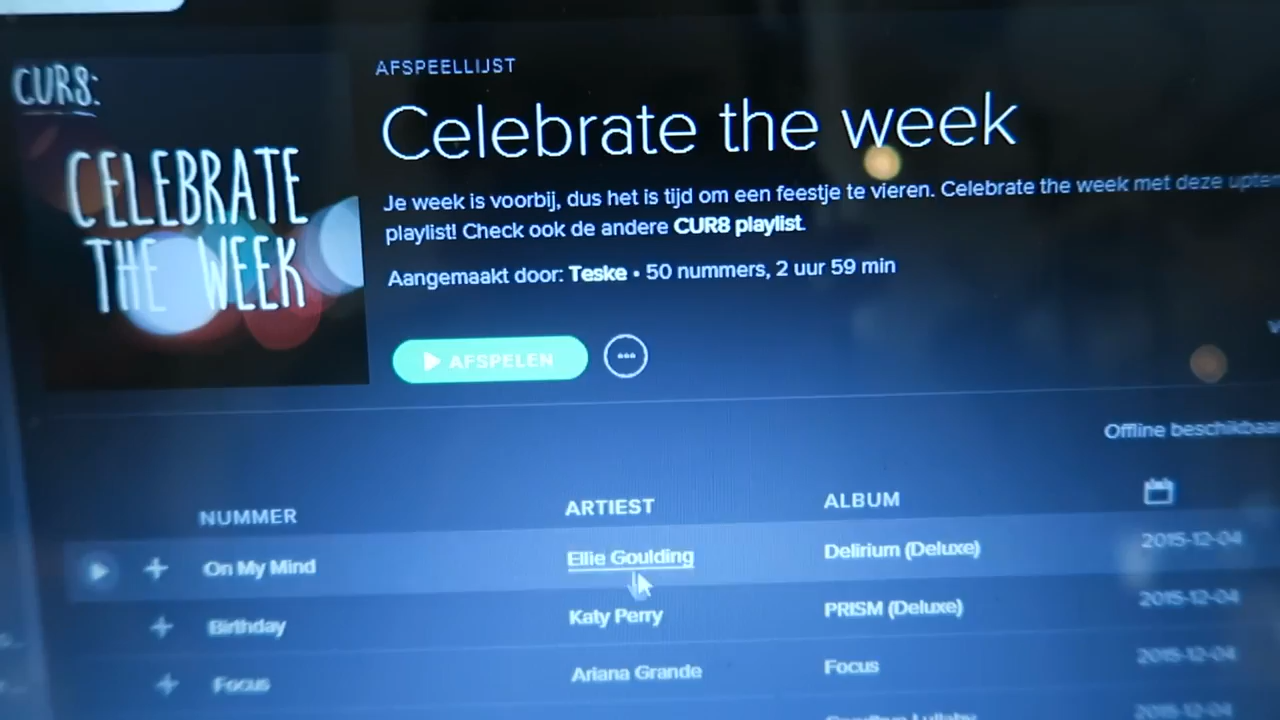 CUR8:
CELEBRATE
THE WEEK
AFSPEELLIJST
Celebrate the week
Je week is voorbij, dus het is tijd om een feestje te vieren. Celebrate the week met deze
playlist! Check ook de andere CUR8 playlist.
Aangemaakt door: Teske • 50 nummers, 2 uur 59 min
AFSPELEN
Offline
NUMMER ARTIEST ALBUM
On My Mind Ellie Goulding Delirium (Deluxe) 2015-12-04
Birthday Katy Perry PRISM (Deluxe) 2015-12-04
Focus Ariana Grande Focus 2015-12-04
2015-12-04